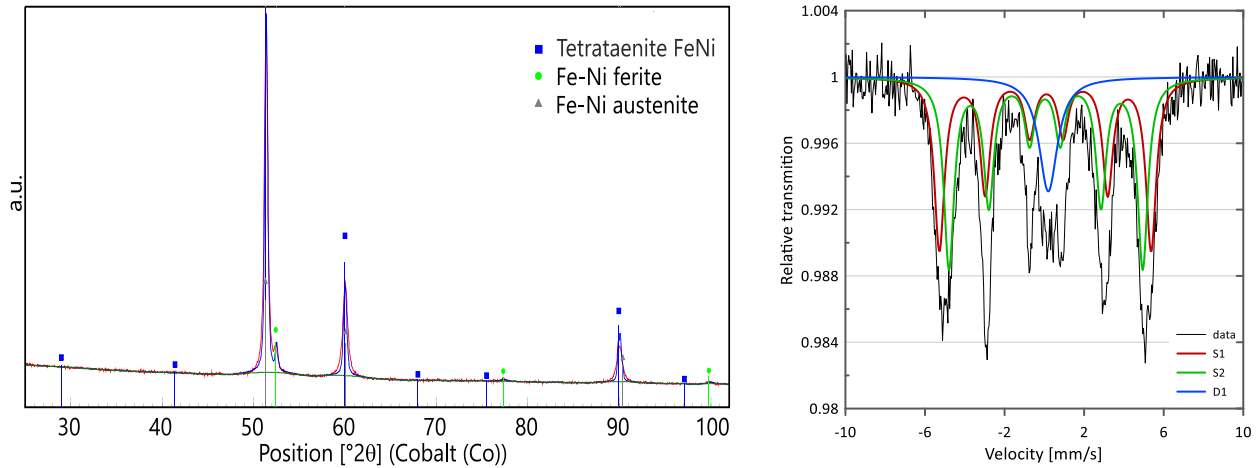 a.u.
Tetrataenite FeNi
Fe-Ni ferite
Fe-Ni austenite
30 40 50 60 70 80 90 100
Position [°2θ] (Cobalt (Co))
Relative transmition
1.004
1
0.996
0.992
0.988
0.984
0.98
data
S1
S2
D1
-10 -6 -2 2 6 10
Velocity [mm/s]